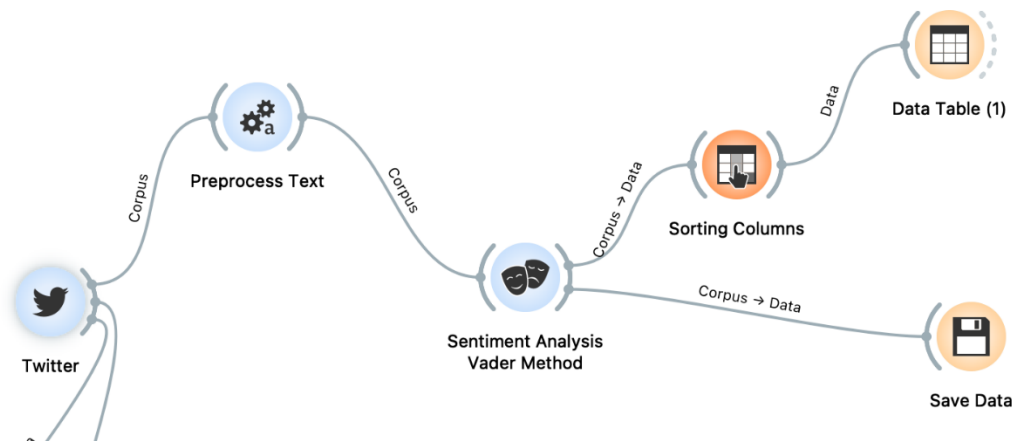 Data Table (1)
Data
Preprocess Text
Corpus
Corpus
Corpus → Data
Sorting Columns
Twitter
Sentiment Analysis
Vader Method
Corpus → Data
Save Data
a